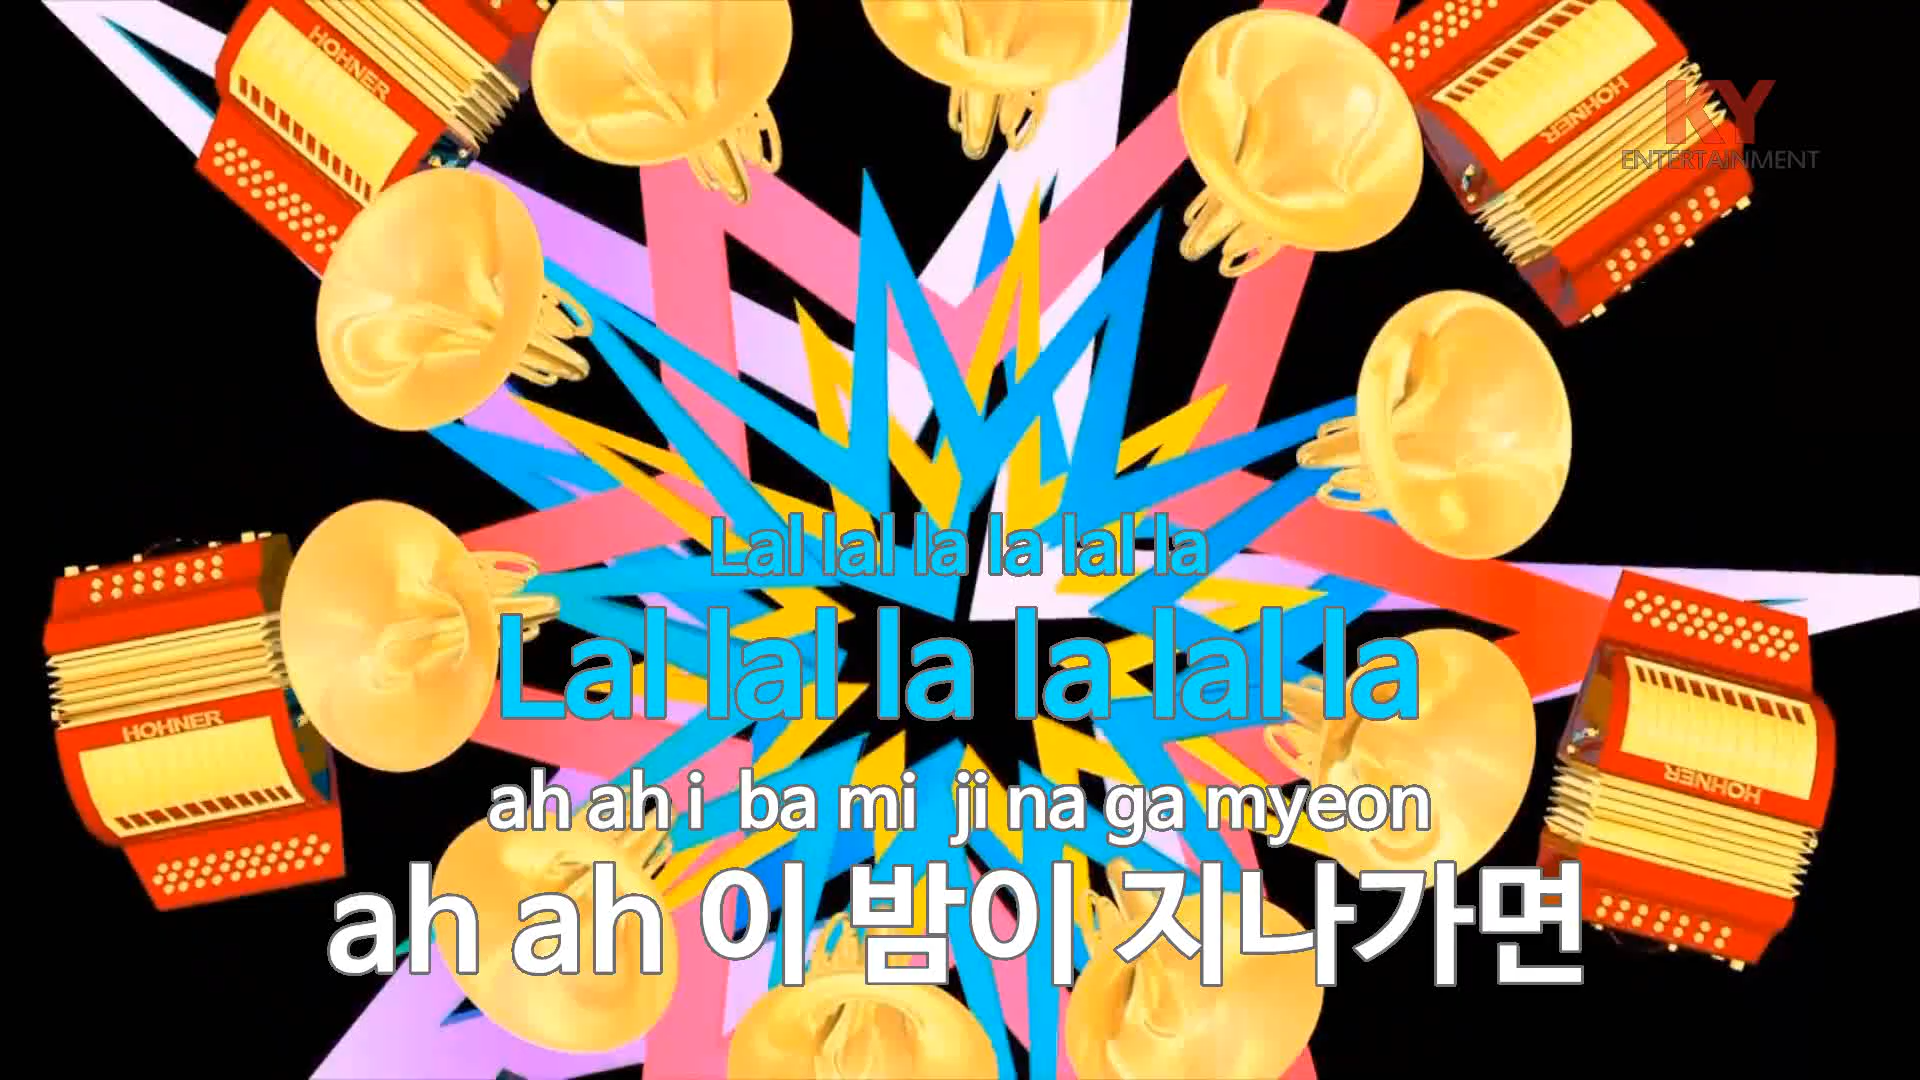 HOHNER
HOHNER
KY
ENTERTAINMENT
Lal lal la la lal la
Lal lal la la lal la
HOHNER
HOHNER
ah ah i ba mi ji na ga myeon
ah ah 이 밤이 지나가면